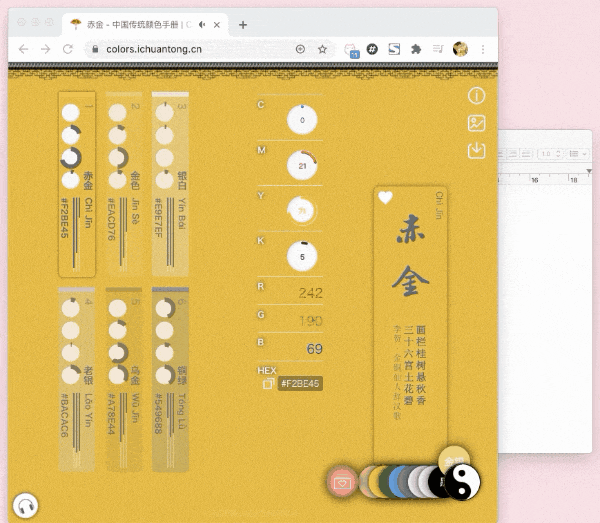 赤金 - 中国传统颜色手册 | C
colors.ichuantong.cn
1
赤金 Chì Jīn
#F2BE45
2
金色 Jīn Sè
#EACD76
3
银白 Yín Bái
#E9E7EF
4
老银 Lǎo Yín
#BACAC6
5
乌金 Wū Jīn
#A78E44
6
铜绿 Tóng Lǜ
#549688
C
0
M
21
Y
K
5
R
242
G
190
B
69
HEX
#F2BE45
Chì Jīn
赤金
画栏桂树悬秋香
三十六宫土花碧
李贺 金铜仙人辞汉歌
1.0
16
18